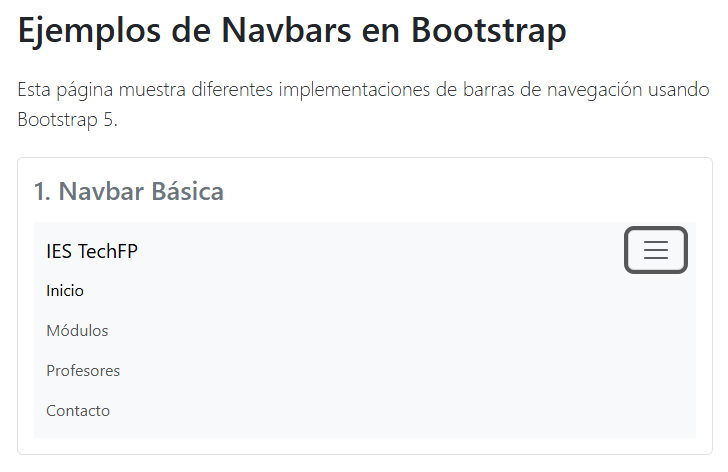 Ejemplos de Navbars en Bootstrap
Esta página muestra diferentes implementaciones de barras de navegación usando
Bootstrap 5.
1. Navbar Básica
IES TechFP
Inicio
Módulos
Profesores
Contacto